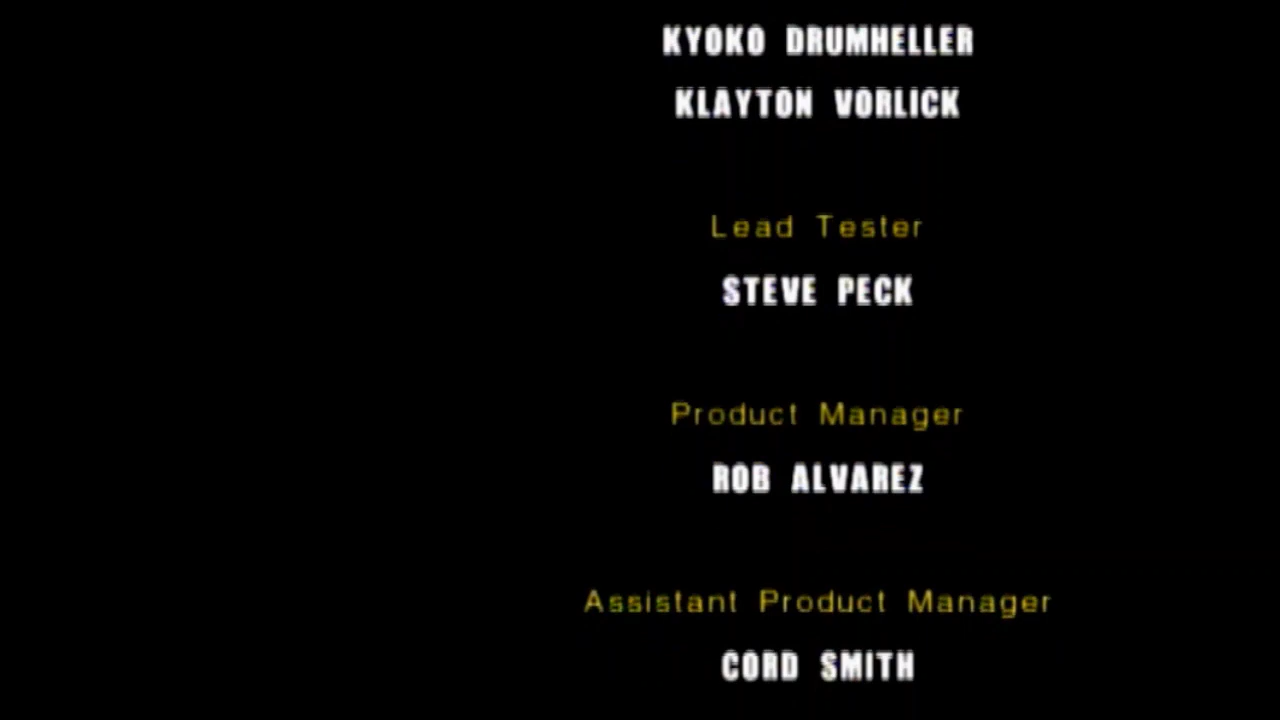 KYOKO DRUMHELLER
KLAYTON VORLICK
Lead Tester
STEVE PECK
Product Manager
ROB ALVAREZ
Assistant Product Manager
CORD SMITH